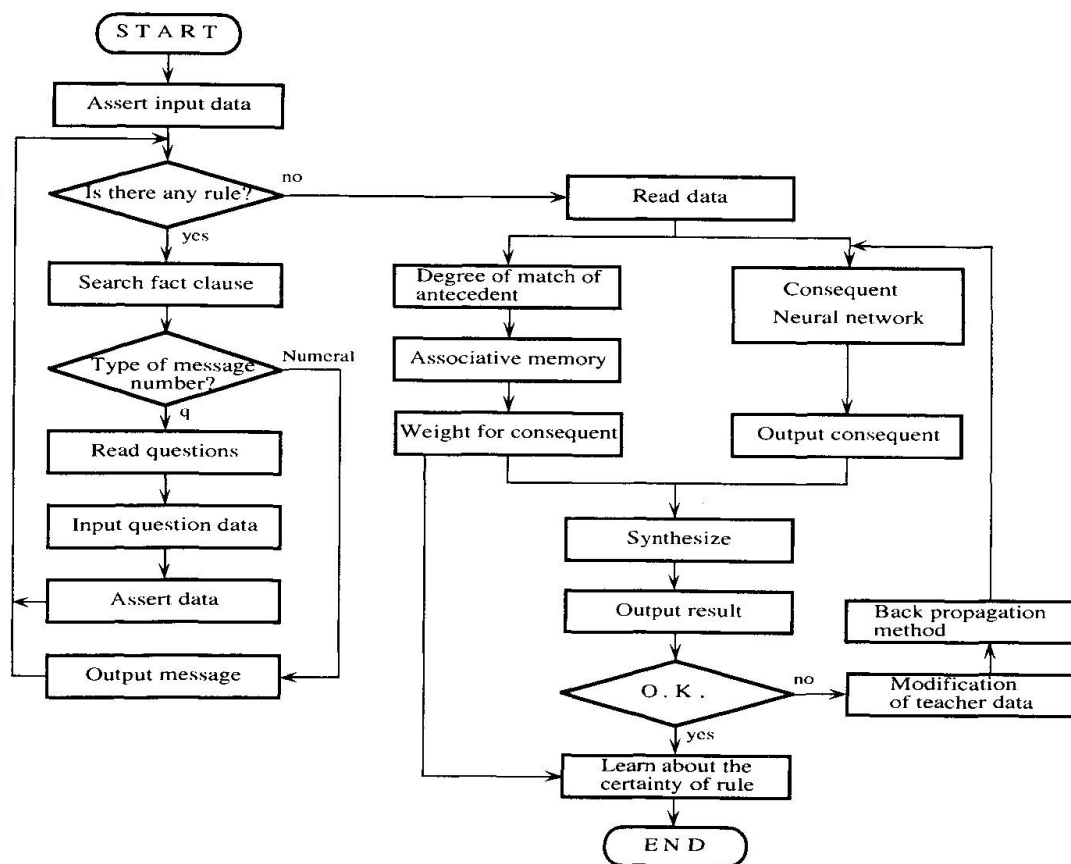 START
Assert input data
Is there any rule?
no
yes
Search fact clause
Type of message
number?
Numeral
q
Read questions
Input question data
Assert data
Output message
Read data
Degree of match of
antecedent
Associative memory
Weight for consequent
Consequent
Neural network
Output consequent
Synthesize
Output result
O.K.
no
yes
Modification
of teacher data
Back propagation
method
Learn about the
certainty of rule
END